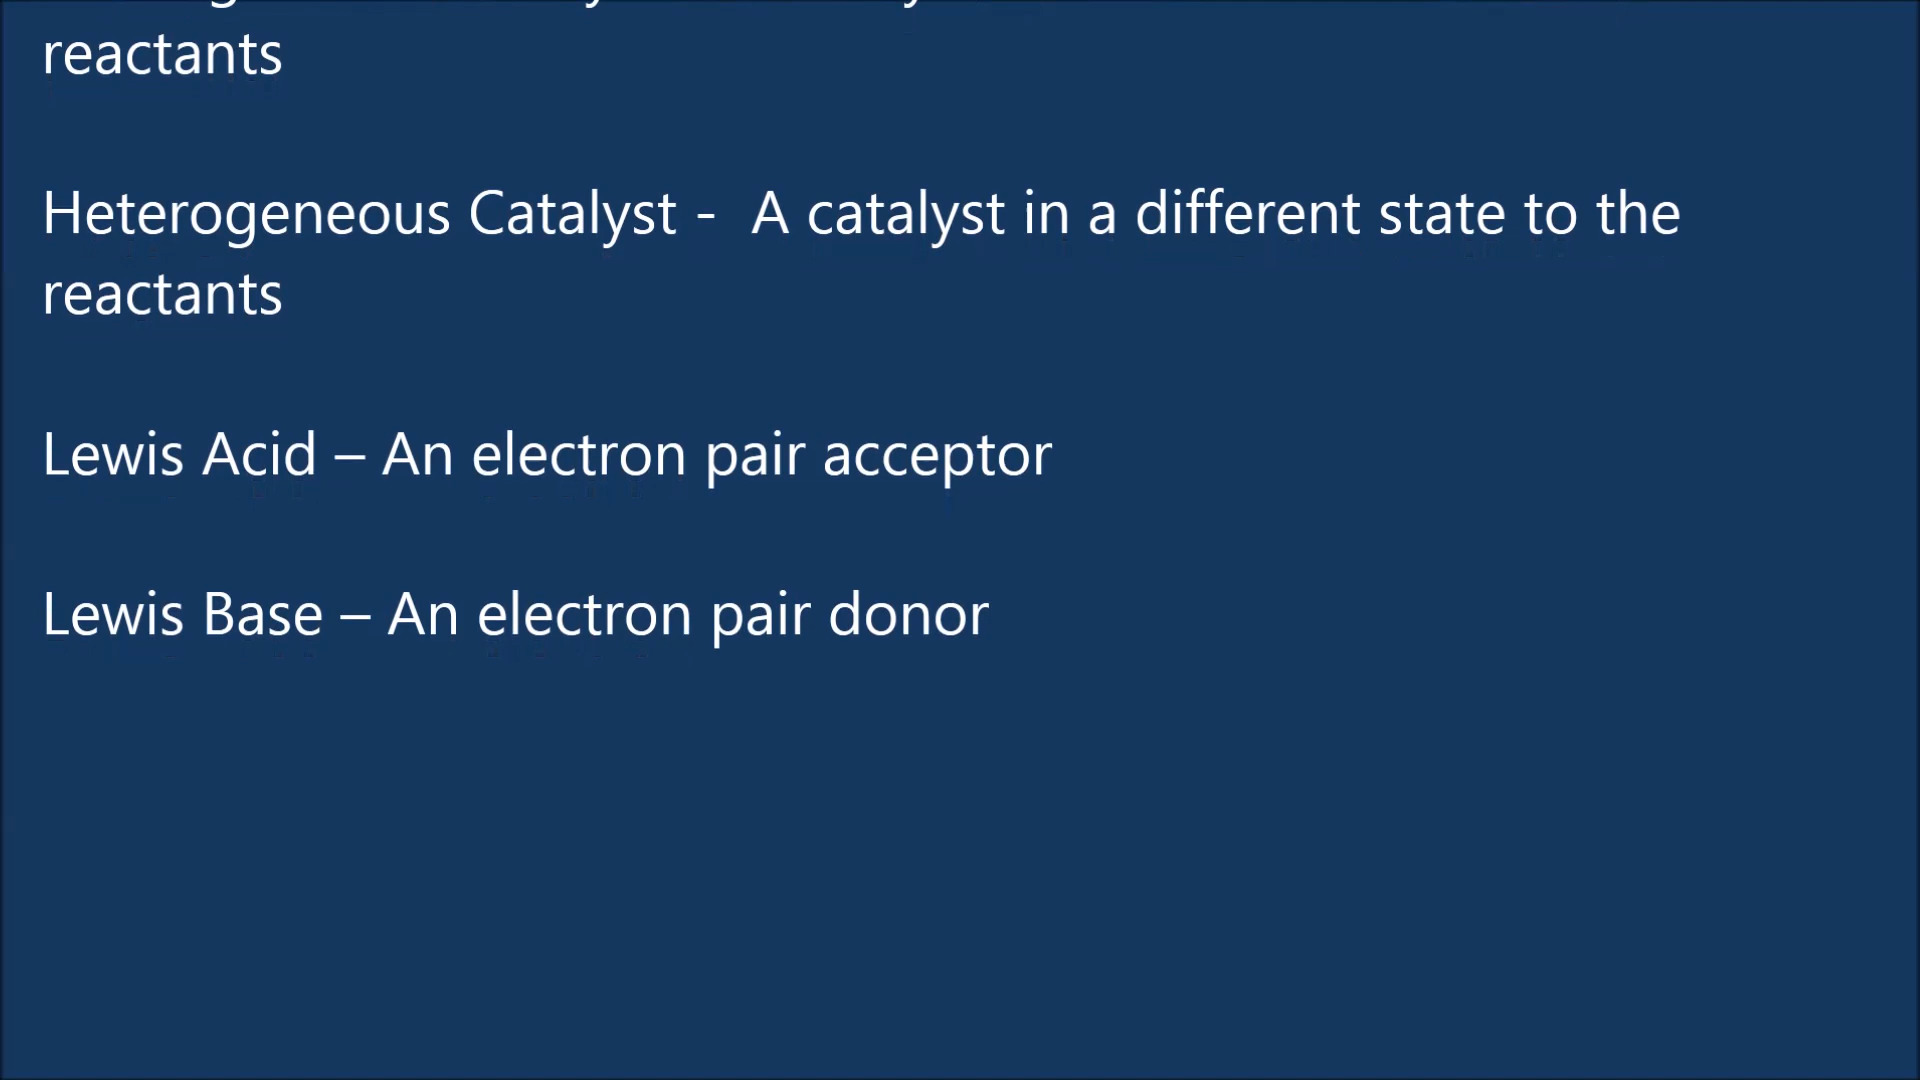 reactants
Heterogeneous Catalyst -  A catalyst in a different state to the
reactants
Lewis Acid – An electron pair acceptor
Lewis Base – An electron pair donor